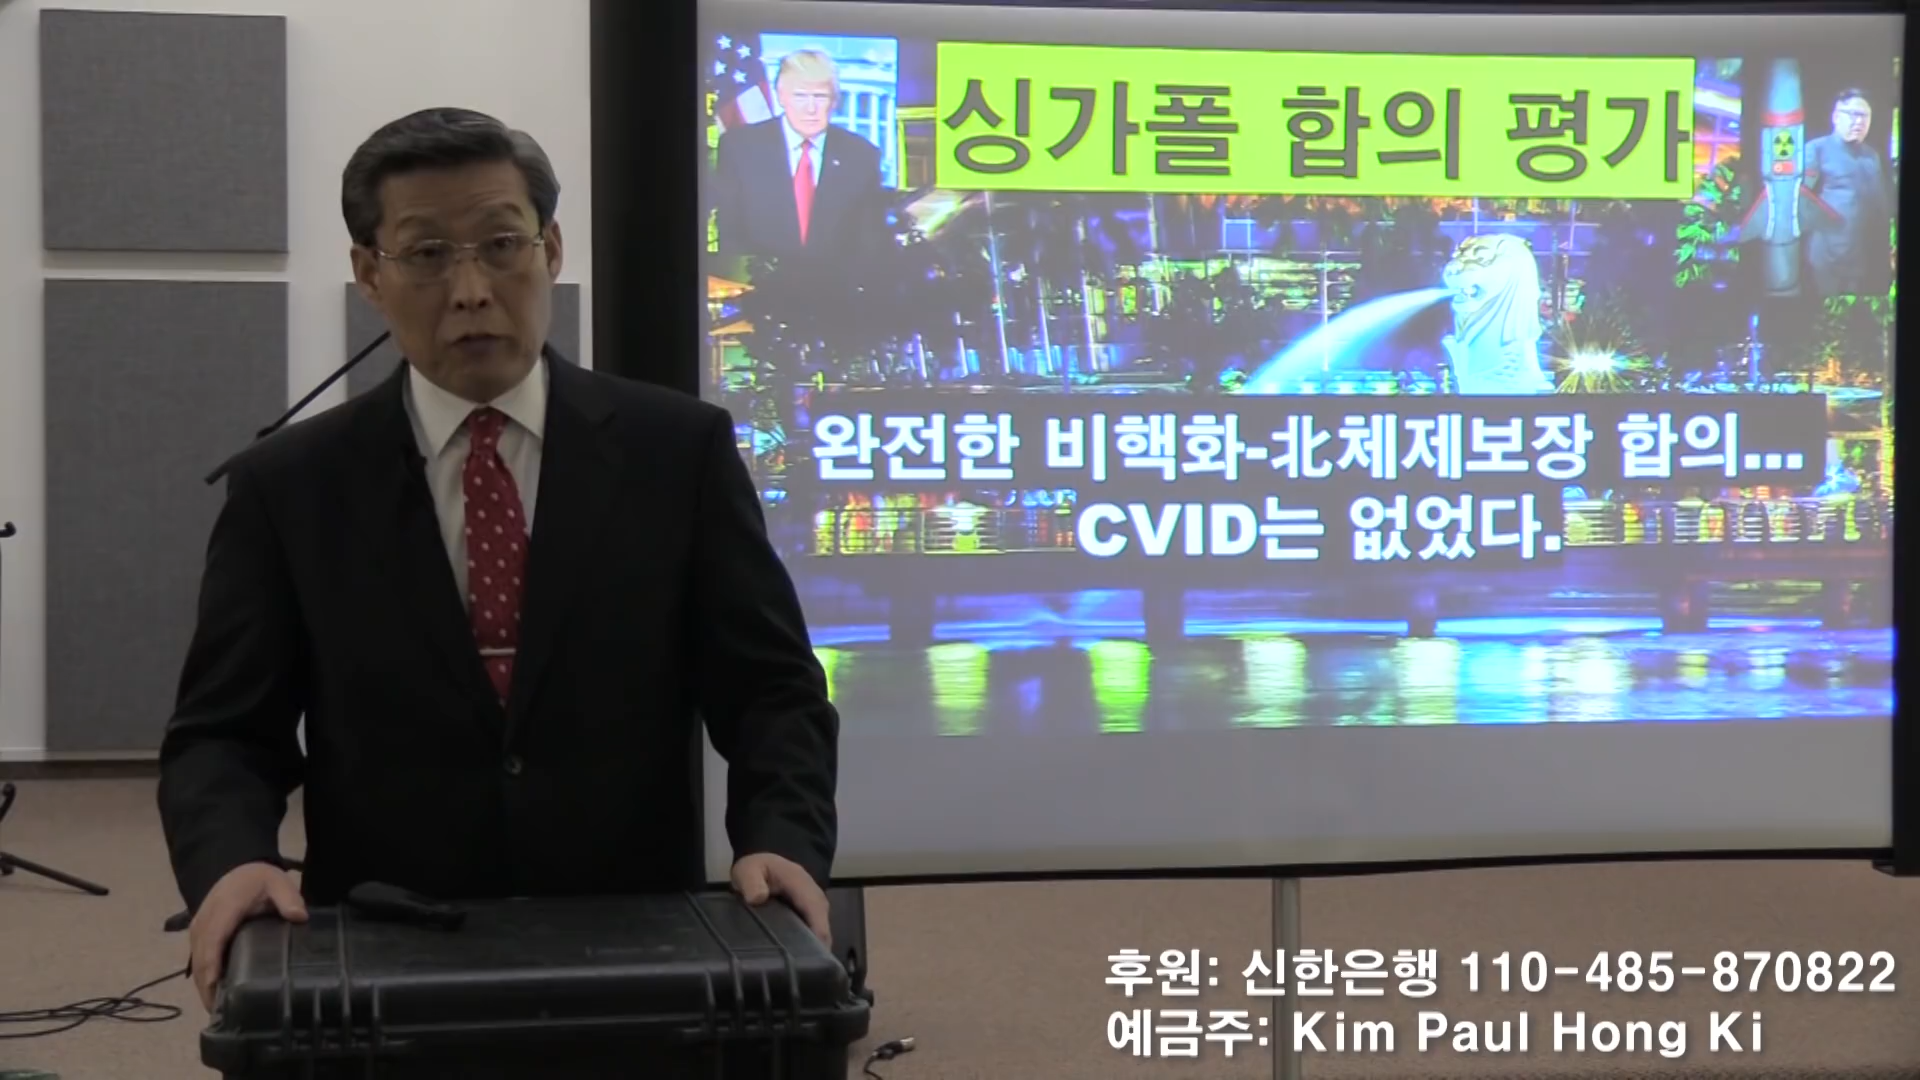 싱가폴 합의 평가
완전한 비핵화-北체제보장 합의...
CVID는 없었다.
후원: 신한은행 110-485-870822
예금주: Kim Paul Hong Ki